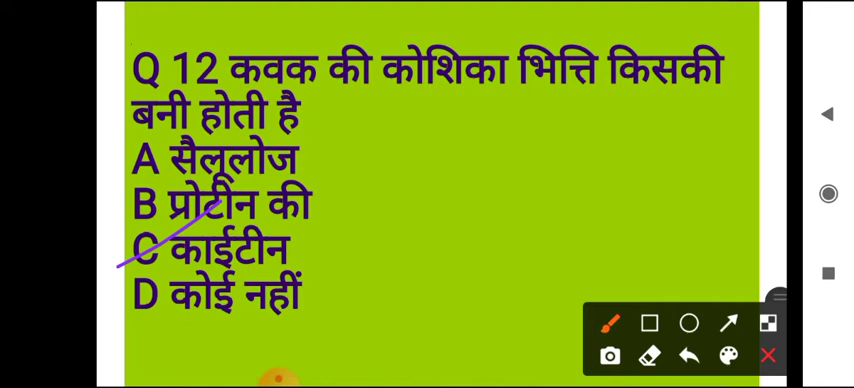 Q 12 कवक की कोशिका भित्ति किसकी
बनी होती है
A सैलूलोज
B प्रोटीन की
C काईटीन
D कोई नहीं